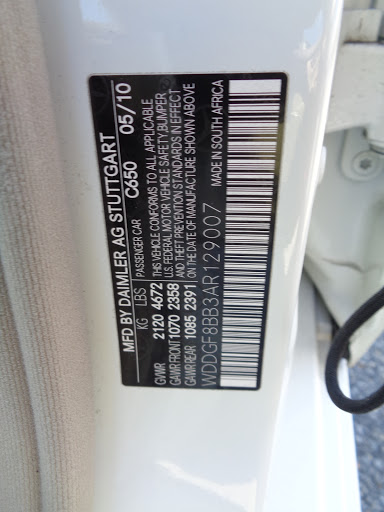 MFD BY DAIMLER AG STUTTGART
PASSENGER CAR C650 05/10
KG LBS
GVWR 2120 4672
GAWR FRONT 1070 2358
GAWR REAR 1085 2391
THIS VEHICLE CONFORMS TO ALL APPLICABLE
U.S. FEDERAL MOTOR VEHICLE SAFETY, BUMPER
AND THEFT PREVENTION STANDARDS IN EFFECT
ON THE DATE OF MANUFACTURE SHOWN ABOVE
MADE IN SOUTH AFRICA
WDDGF8BB3AR129007